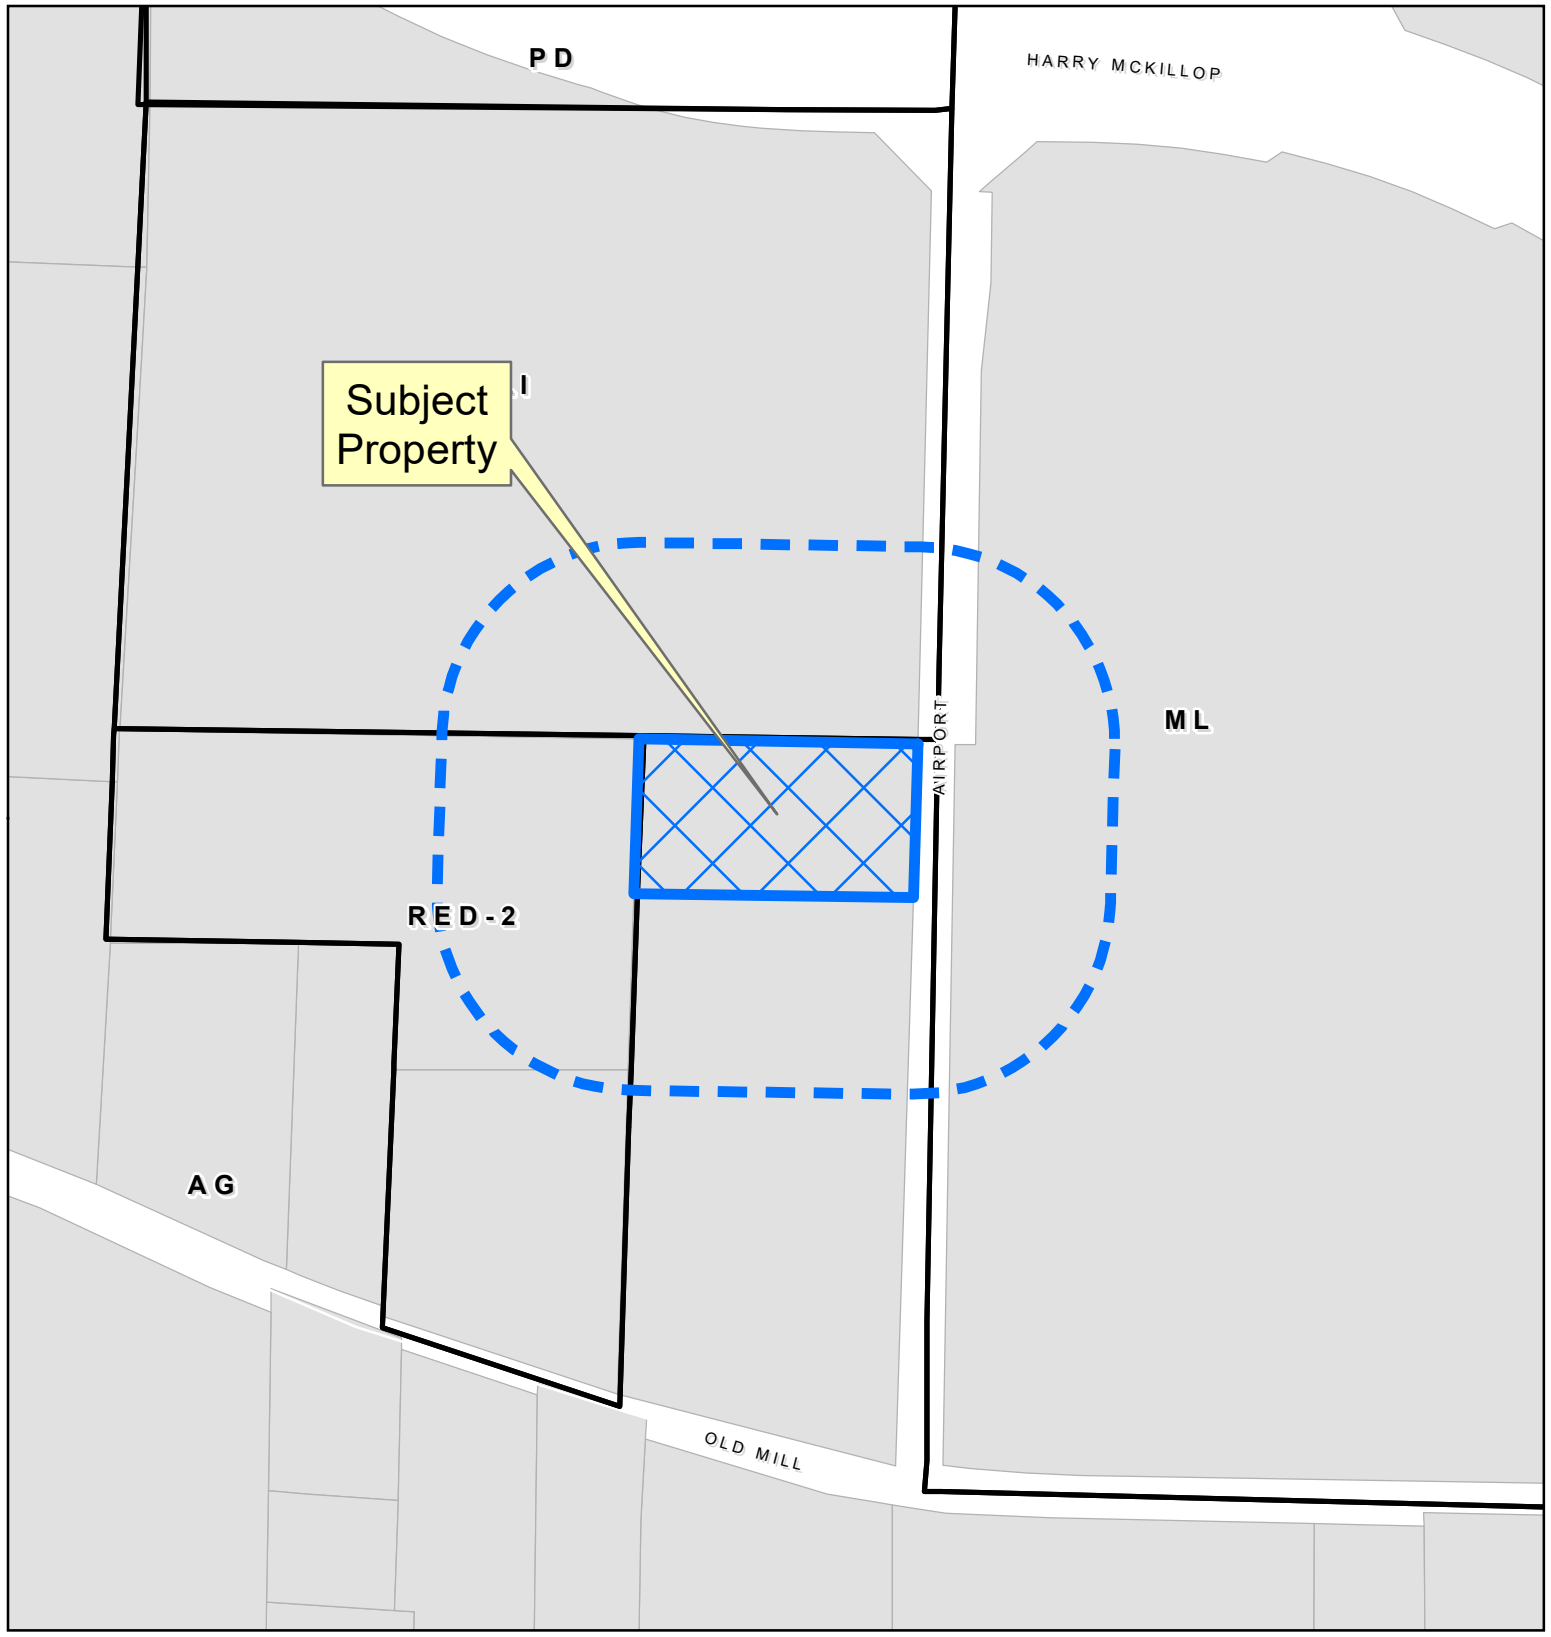 PD
HARRY MCKILLOP
I
Subject
Property
AIRPORT
ML
RED-2
AG
OLD MILL